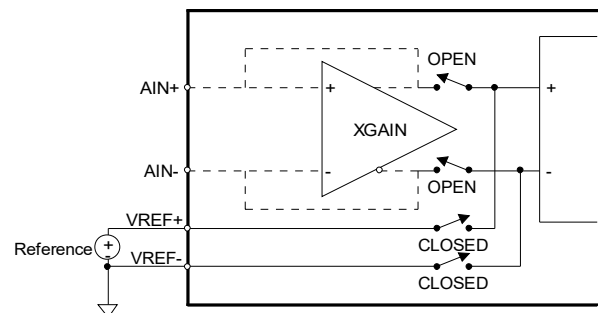 OPEN
AIN+
+
+
XGAIN
AIN-
-
-
OPEN
VREF+
CLOSED
Reference
+
-
VREF-
CLOSED